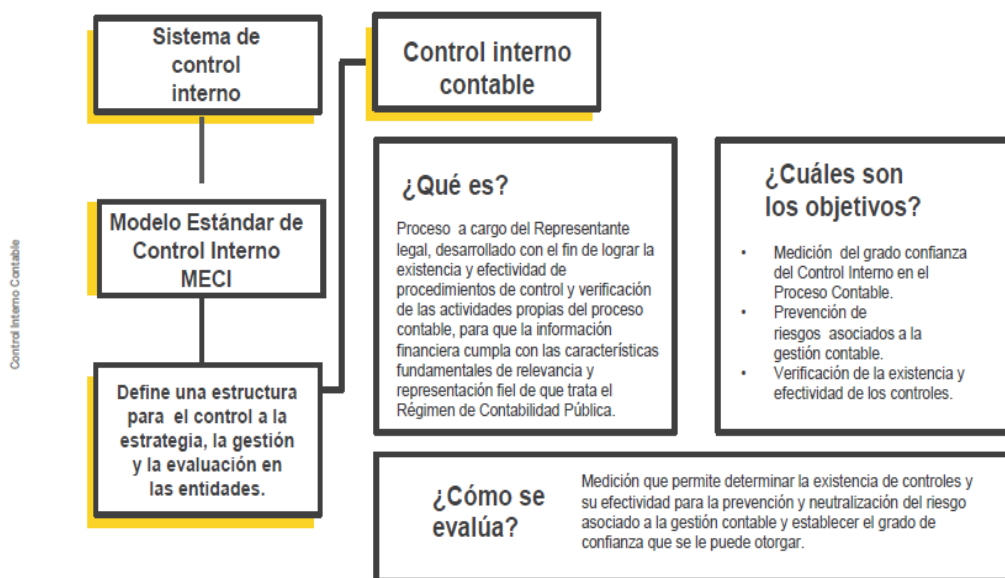 Sistema de
control
interno
Modelo Estándar de
Control Interno
MECI
Define una estructura
para el control a la
estrategia, la gestión
y la evaluación en
las entidades.
Control interno
contable
¿Qué es?
Proceso a cargo del Representante
legal, desarrollado con el fin de lograr la
existencia y efectividad de
procedimientos de control y verificación
de las actividades propias del proceso
contable, para que la información
financiera cumpla con las características
fundamentales de relevancia y
representación fiel de que trata el
Régimen de Contabilidad Pública.
¿Cuáles son
los objetivos?
• Medición del grado confianza
del Control Interno en el
Proceso Contable.
• Prevención de
riesgos asociados a la
gestión contable.
• Verificación de la existencia y
efectividad de los controles.
¿Cómo se
evalúa?
Medición que permite determinar la existencia de controles y
su efectividad para la prevención y neutralización del riesgo
asociado a la gestión contable y establecer el grado de
confianza que se le puede otorgar.
Control Interno Contable